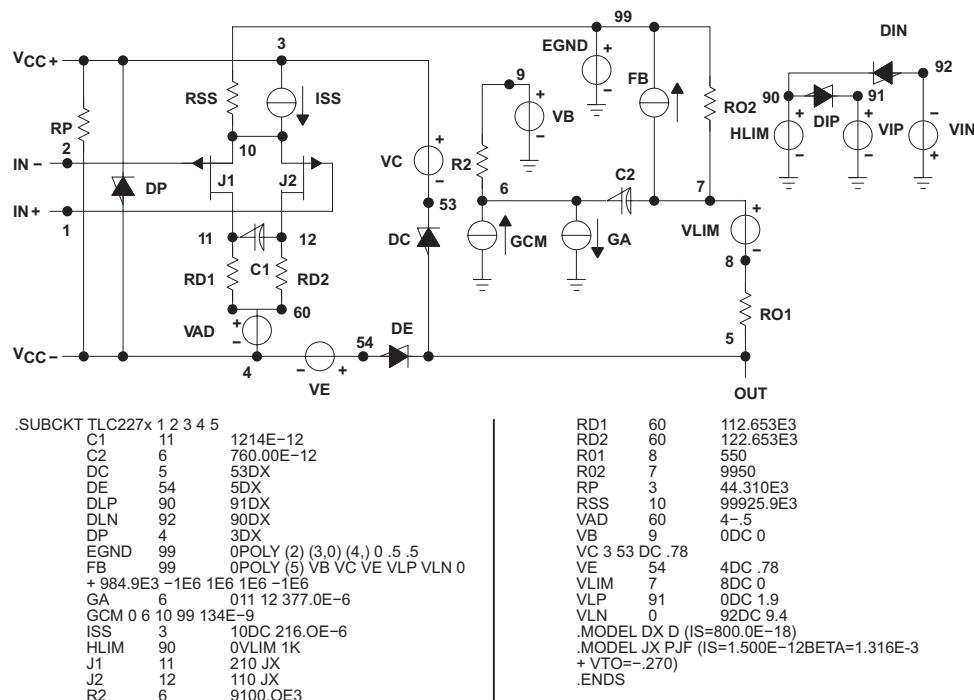 99
3
V CC+
EGND +
DIN
9
92
FB
RSS
ISS
+
90
91
RP
VB
RO2
10
2
HLIM
DIP
VIP
VIN
IN −
VC
R2
J1
J2
C2
DP
6
7
IN +
53
1
11
12
DC
GCM
GA
VLIM
C1
8
RD1
RD2
60
RO1
VAD
DE
5
54
V CC−
4
VE
OUT
.SUBCKT TLC227x 1 2 3 4 5
C1 11 1214E−12
C2 6 760.00E−12
DC 5 53DX
DE 54 5DX
DLP 90 91DX
DLN 92 90DX
DP 4 3DX
EGND 99 0POLY (2) (3,0) (4,) 0 .5 .5
FB 99 0POLY (5) VB VC VE VLP VLN 0
+ 984.9E3 −1E6 1E6 1E6 −1E6
GA 6 011 12 377.0E−6
GCM 0 6 10 99 134E−9
ISS 3 10DC 216.OE−6
HLIM 90 0VLIM 1K
J1 11 210 JX
J2 12 110 JX
R2 6 9100.OE3
RD1 60 112.653E3
RD2 60 122.653E3
R01 8 550
R02 7 9950
RP 3 44.310E3
RSS 10 99925.9E3
VAD 60 4−.5
VB 9 0DC 0
VC 3 53 DC .78
VE 54 4DC .78
VLIM 7 8DC 0
VLP 91 0DC 1.9
VLN 0 92DC 9.4
.MODEL DX D (IS=800.0E−18)
.MODEL JX PJF (IS=1.500E−12BETA=1.316E-3
+ VTO=−.270)
.ENDS